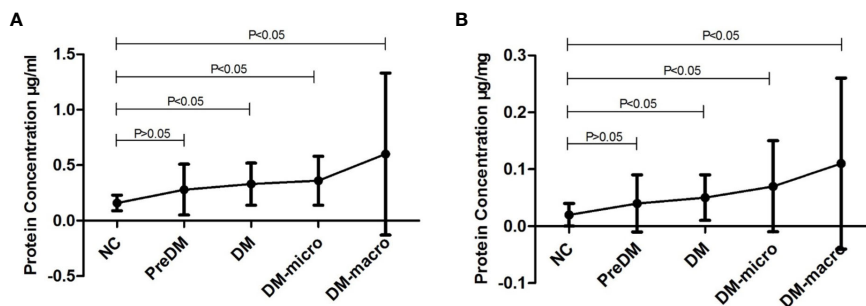 A
P<0.05
P<0.05
P<0.05
P>0.05
Protein Concentration µg/ml
1.5
1.0
0.5
0.0
-0.5
NC
PreDM
DM
DM-micro
DM-macro
B
P<0.05
P<0.05
P<0.05
P>0.05
Protein Concentration µg/mg
0.3
0.2
0.1
0.0
-0.1
NC
PreDM
DM
DM-micro
DM-macro